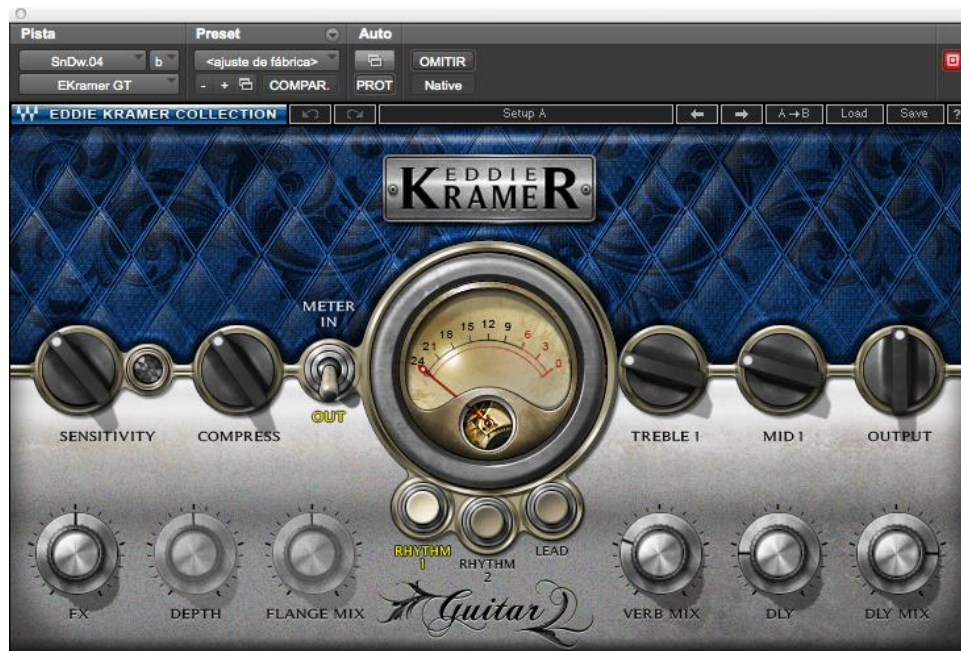 Pista Preset Auto
SnDw.04 b <ajuste de fábrica> OMITIR
EKramer GT - + COMPAR. PROT Native
EDDIE KRAMER COLLECTION Setup A A→B Load Save ?
EDDIE
KRAMER
METER
IN
OUT
24 21 18 15 12 9 6 3 0
SENSITIVITY COMPRESS TREBLE 1 MID 1 OUTPUT
RHYTHM
1
RHYTHM
2
LEAD
FX DEPTH FLANGE MIX Guitar VERB MIX DLY DLY MIX